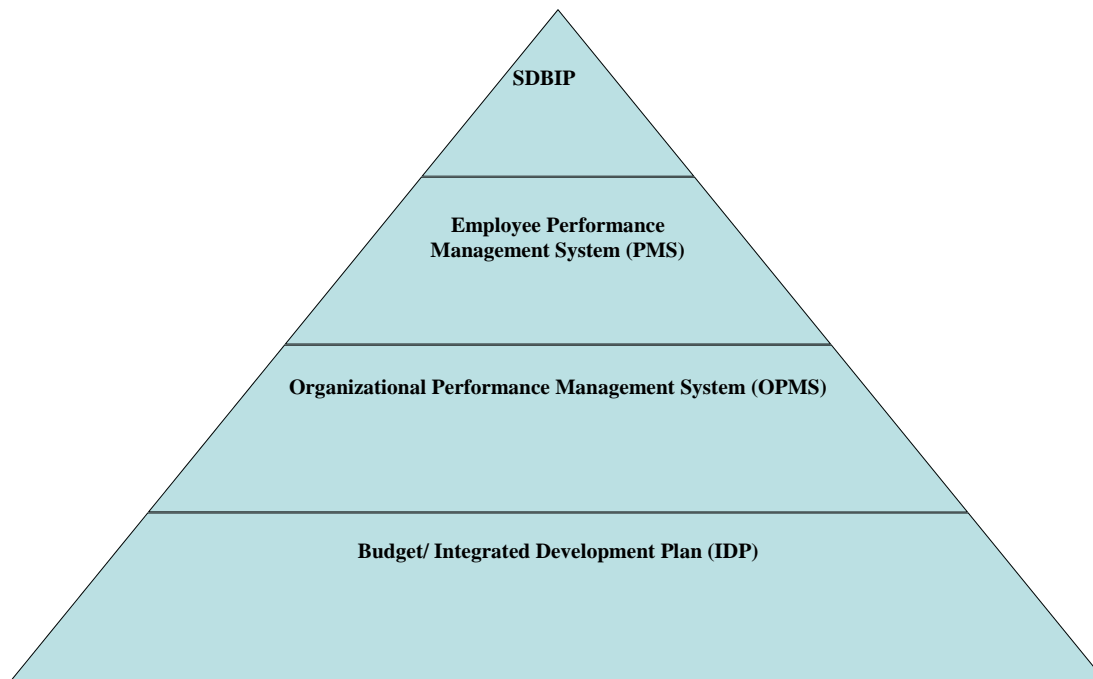 SDBIP
Employee Performance
Management System (PMS)
Organizational Performance Management System (OPMS)
Budget/ Integrated Development Plan (IDP)